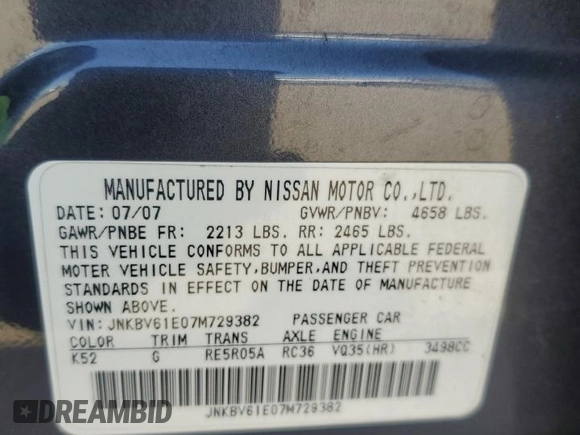 MANUFACTURED BY NISSAN MOTOR CO.,LTD.
DATE: 07/07 GVWR/PNBV: 4658 LBS.
GAWR/PNBE FR: 2213 LBS. RR: 2465 LBS.
THIS VEHICLE CONFORMS TO ALL APPLICABLE FEDERAL
MOTOR VEHICLE SAFETY,BUMPER,AND THEFT PREVENTION
STANDARDS IN EFFECT ON THE DATE OF MANUFACTURE
SHOWN ABOVE.
VIN: JNKBV61E07M729382 PASSENGER CAR
COLOR TRIM TRANS AXLE ENGINE
K52 G RE5R05A RC36 VQ35(HR) 3498CC
JNKBV61E07M729382
RAWBID